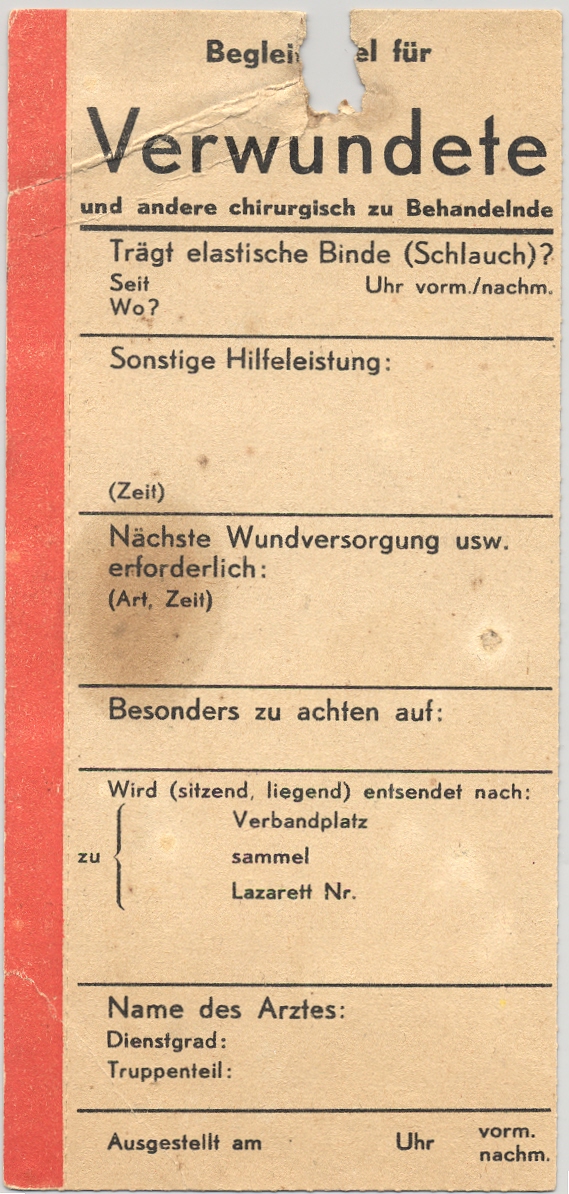 für
Verwundete
und andere chirurgisch zu Behandelnde
Trägt elastische Binde (Schlauch)?
Seit Uhr vorm./nachm.
Wo?
Sonstige Hilfeleistung:
(Zeit)
Nächste Wundversorgung usw.
erforderlich:
(Art, Zeit)
Besonders zu achten auf:
Wird (sitzend, liegend) entsendet nach:
Verbandplatz
zu sammel
Lazarett Nr.
Name des Arztes:
Dienstgrad:
Truppenteil:
Ausgestellt am Uhr vorm.
nachm.